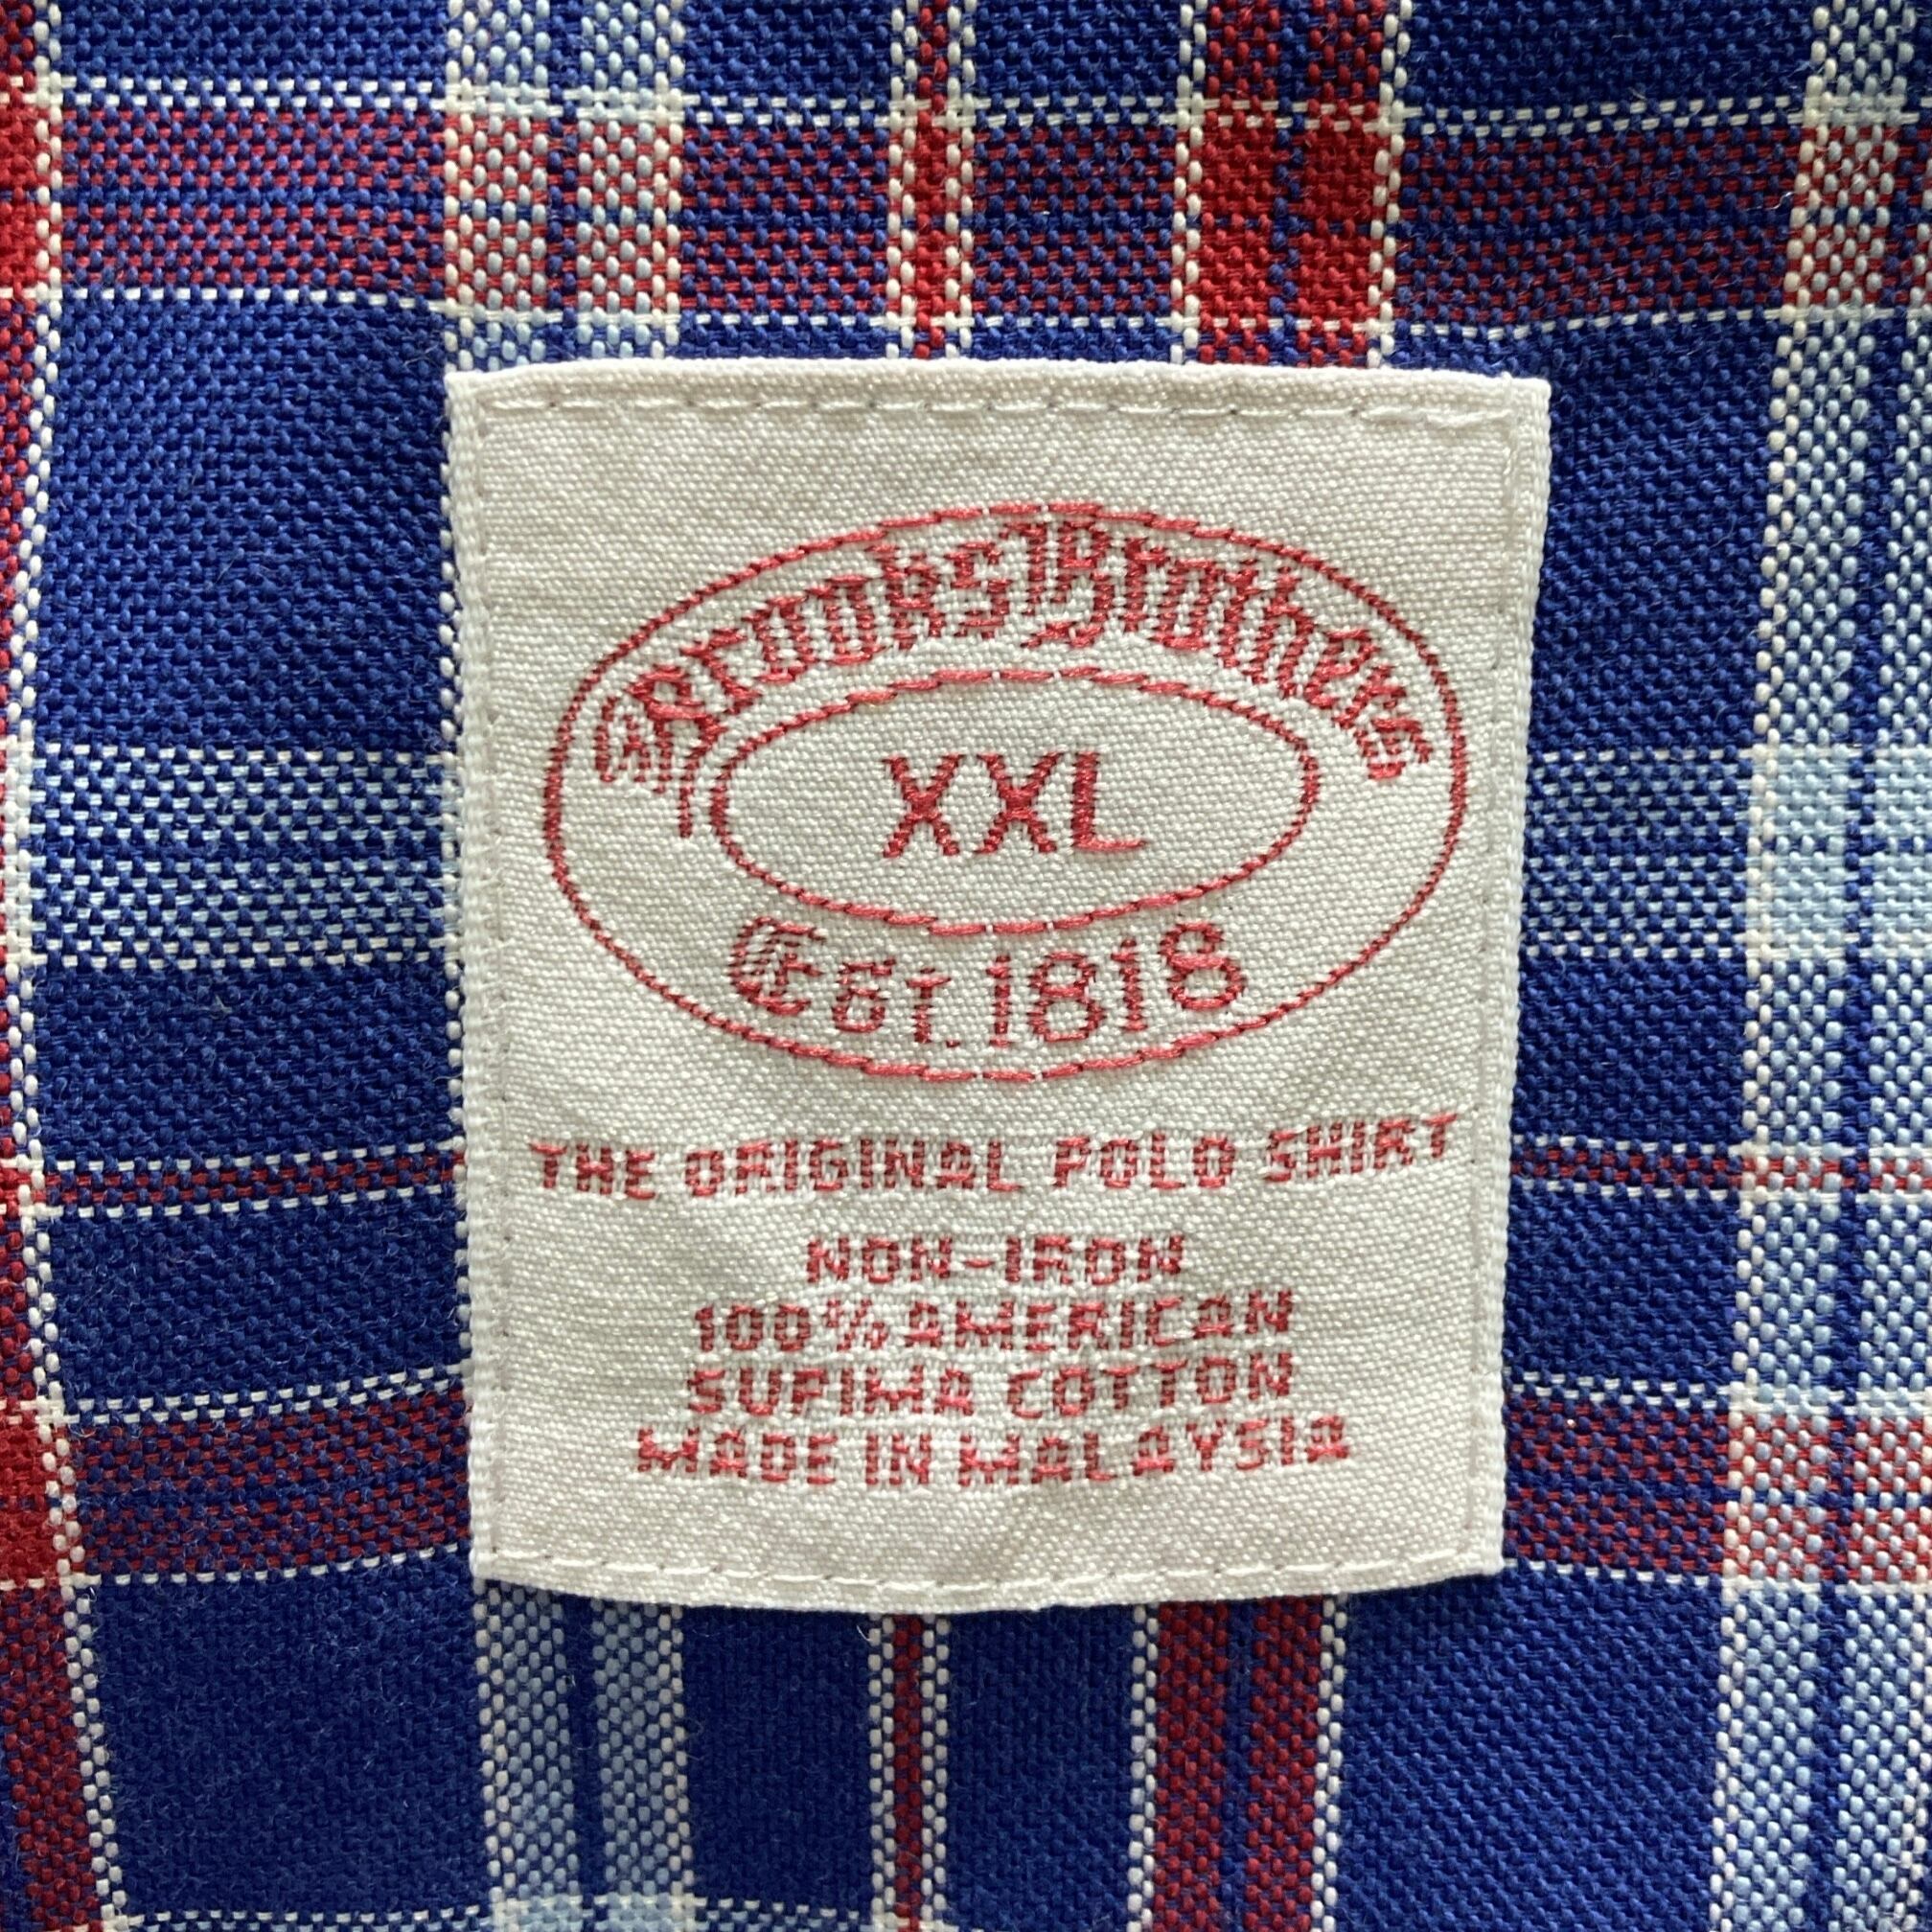 Brooks Brothers
XXL
Est. 1818
THE ORIGINAL POLO SHIRT
NON-IRON
100% AMERICAN
SUPIMA COTTON
MADE IN MALAYSIA